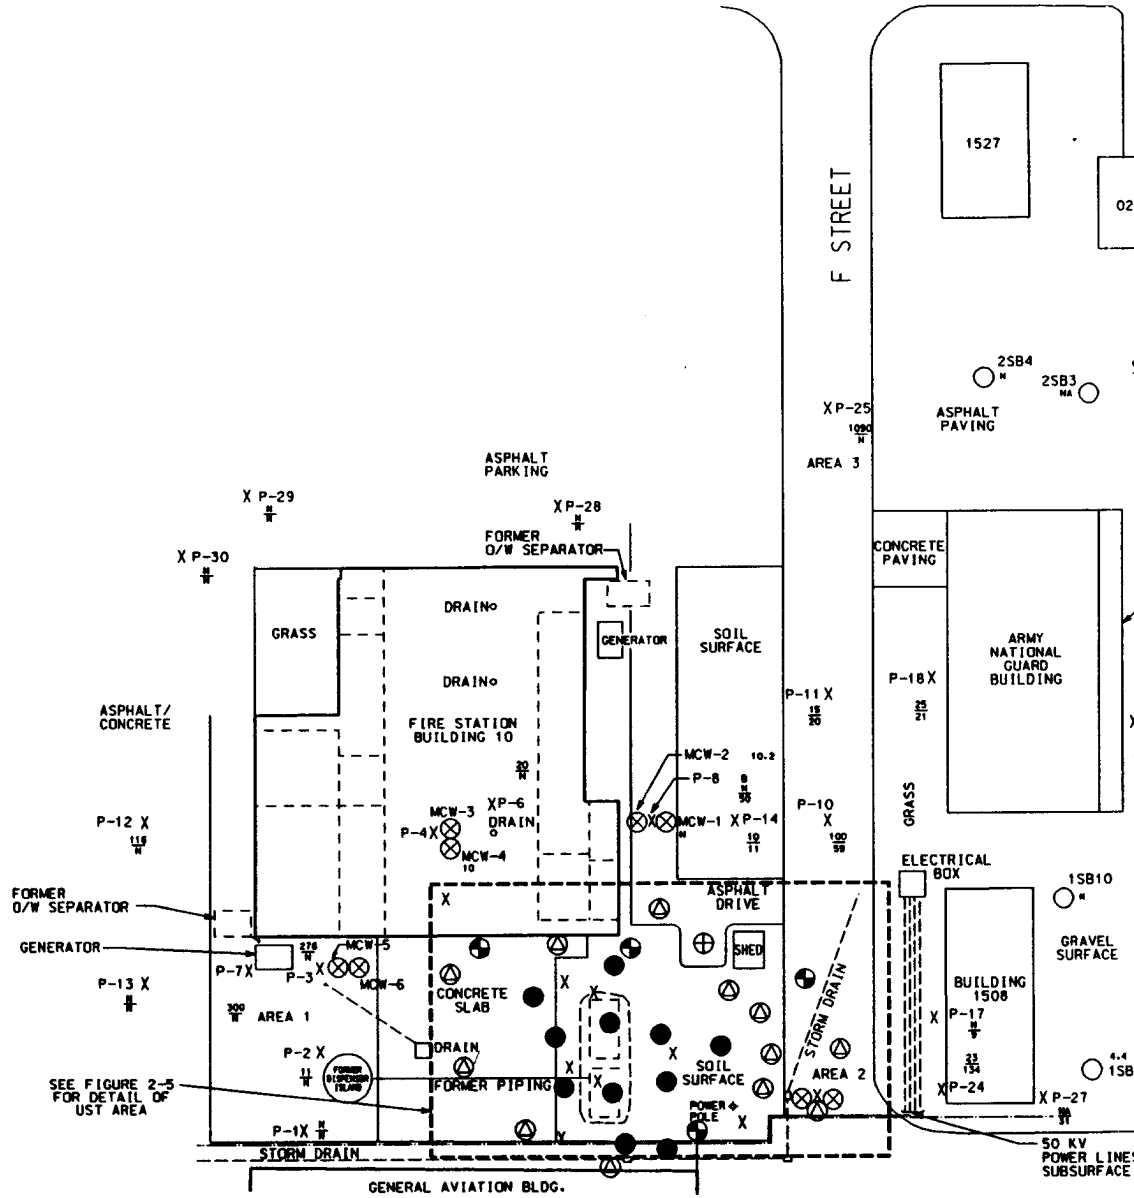 1527
02
F STREET
2SB4
N
2SB3
NA
ASPHALT
PAVING
X P-25
1090
N
AREA 3
ASPHALT
PARKING
X P-29
N
N
X P-28
N
N
X P-30
N
N
FORMER
O/W SEPARATOR
CONCRETE
PAVING
DRAIN
GRASS
GENERATOR
SOIL
SURFACE
ARMY
NATIONAL
GUARD
BUILDING
DRAIN
P-18 X
25
21
P-11 X
15
20
ASPHALT/
CONCRETE
FIRE STATION
BUILDING 10
20
N
MCW-2
10.2
P-8
GRASS
X P-6
DRAIN
MCW-3
P-4 X
MCW-4
10
X
MCW-1
N
X P-14
10
11
P-10
X
100
59
P-12 X
116
N
ELECTRICAL
BOX
1SB10
N
FORMER
O/W SEPARATOR
ASPHALT
DRIVE
X
GENERATOR
276
N
MCW-5
P-7 X
P-3 X
MCW-6
SHED
GRAVEL
SURFACE
P-13 X
CONCRETE
SLAB
STORM DRAIN
BUILDING
1508
300
N
AREA 1
X P-17
N
9
DRAIN
P-2 X
11
N
FORMER
DISPENSER
ISLAND
FORMER PIPING
SOIL
SURFACE
AREA 2
23
134
4.4
1SB
X P-24
X P-27
NA
31
SEE FIGURE 2-5
FOR DETAIL OF
UST AREA
POWER
POLE
P-1 X
N
N
STORM DRAIN
50 KV
POWER LINES
SUBSURFACE
GENERAL AVIATION BLDG.